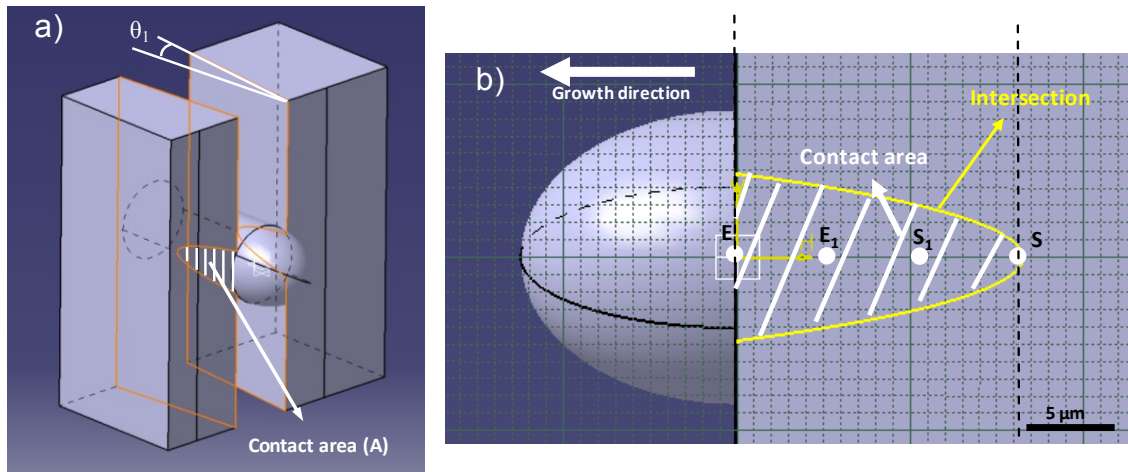 a)
θ1
Contact area (A)
b)
Growth direction
Intersection
Contact area
E
E1
S1
S
5 μm